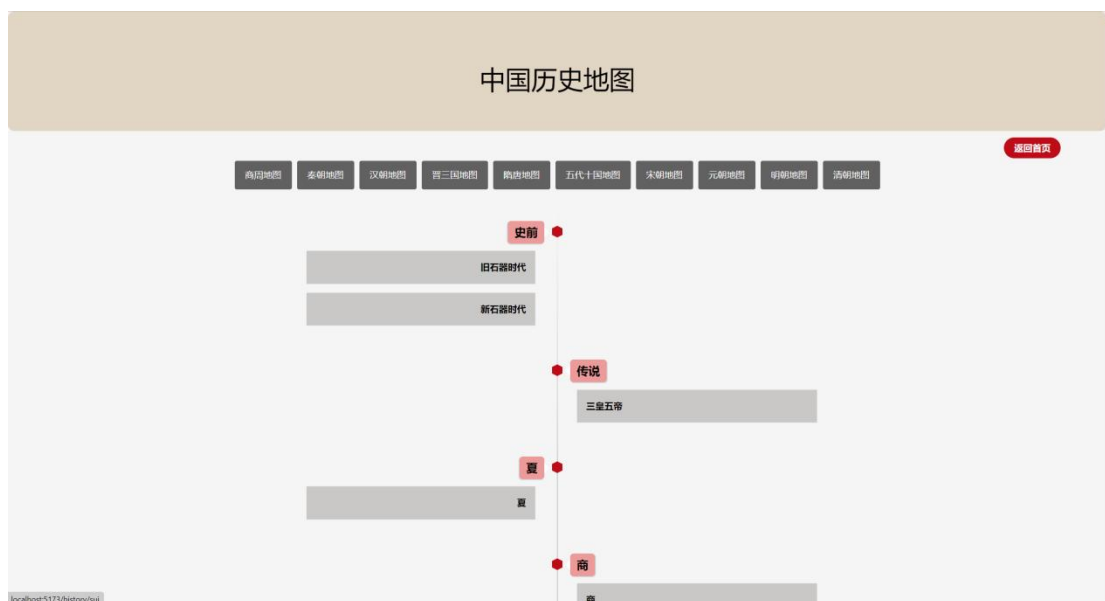 中国历史地图
返回首页
商周地图 秦朝地图 汉朝地图 晋三国地图 隋唐地图 五代十国地图 宋朝地图 元朝地图 明朝地图 清朝地图
史前
旧石器时代
新石器时代
传说
三皇五帝
夏
夏
商
商
localhost:5173/history/sui